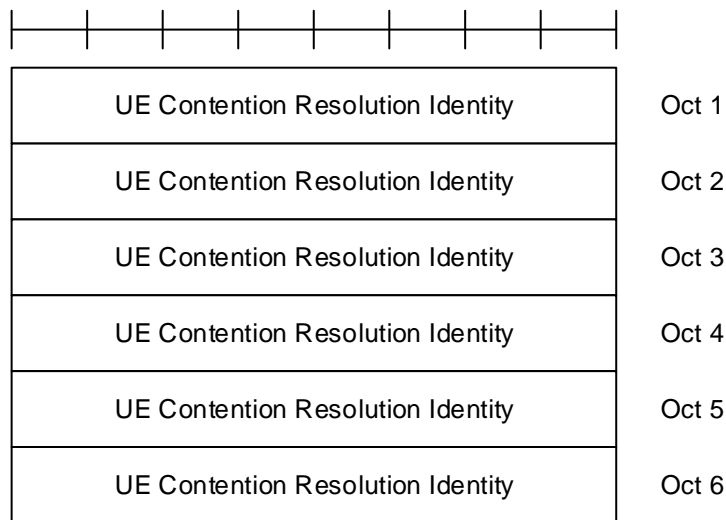 UE Contention Resolution Identity Oct 1
UE Contention Resolution Identity Oct 2
UE Contention Resolution Identity Oct 3
UE Contention Resolution Identity Oct 4
UE Contention Resolution Identity Oct 5
UE Contention Resolution Identity Oct 6